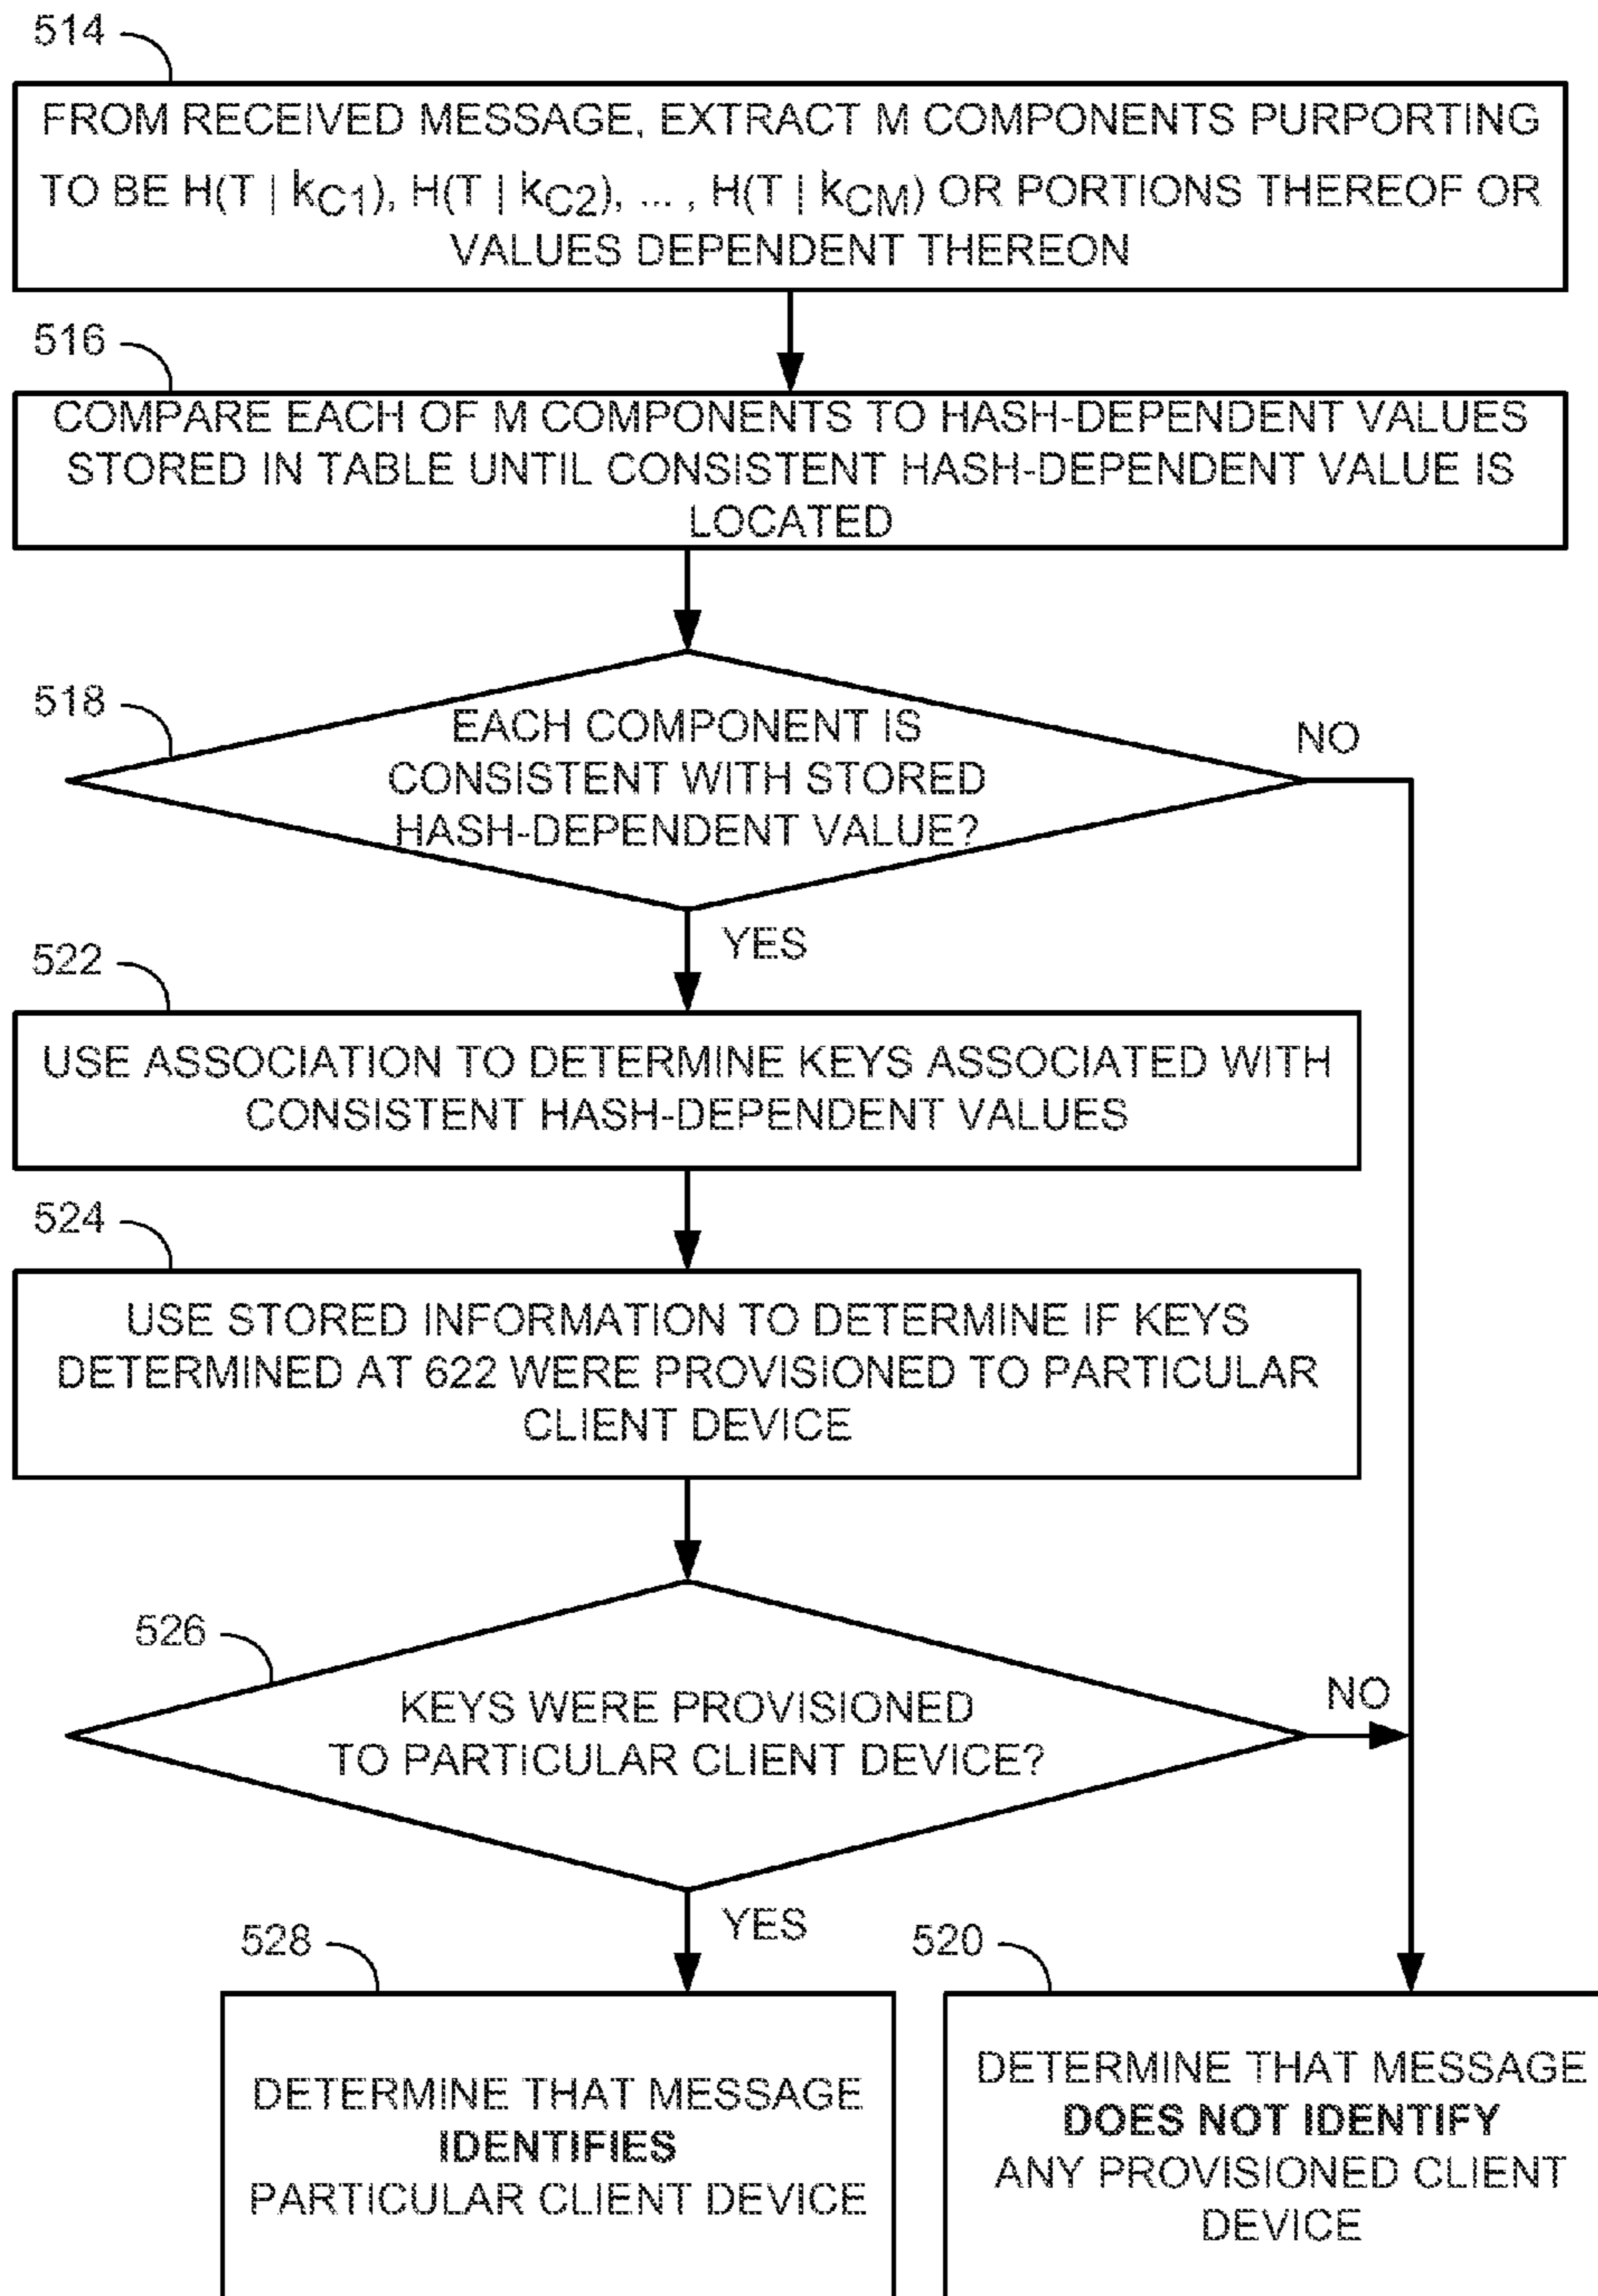 514
FROM RECEIVED MESSAGE, EXTRACT M COMPONENTS PURPORTING
TO BE H(T | kC1), H(T | kC2), ... , H(T | kCM) OR PORTIONS THEREOF OR
VALUES DEPENDENT THEREON
516
COMPARE EACH OF M COMPONENTS TO HASH-DEPENDENT VALUES
STORED IN TABLE UNTIL CONSISTENT HASH-DEPENDENT VALUE IS
LOCATED
518
EACH COMPONENT IS
CONSISTENT WITH STORED
HASH-DEPENDENT VALUE?
NO
YES
522
USE ASSOCIATION TO DETERMINE KEYS ASSOCIATED WITH
CONSISTENT HASH-DEPENDENT VALUES
524
USE STORED INFORMATION TO DETERMINE IF KEYS
DETERMINED AT 622 WERE PROVISIONED TO PARTICULAR
CLIENT DEVICE
526
KEYS WERE PROVISIONED
TO PARTICULAR CLIENT DEVICE?
NO
YES
528
DETERMINE THAT MESSAGE
IDENTIFIES
PARTICULAR CLIENT DEVICE
520
DETERMINE THAT MESSAGE
DOES NOT IDENTIFY
ANY PROVISIONED CLIENT
DEVICE